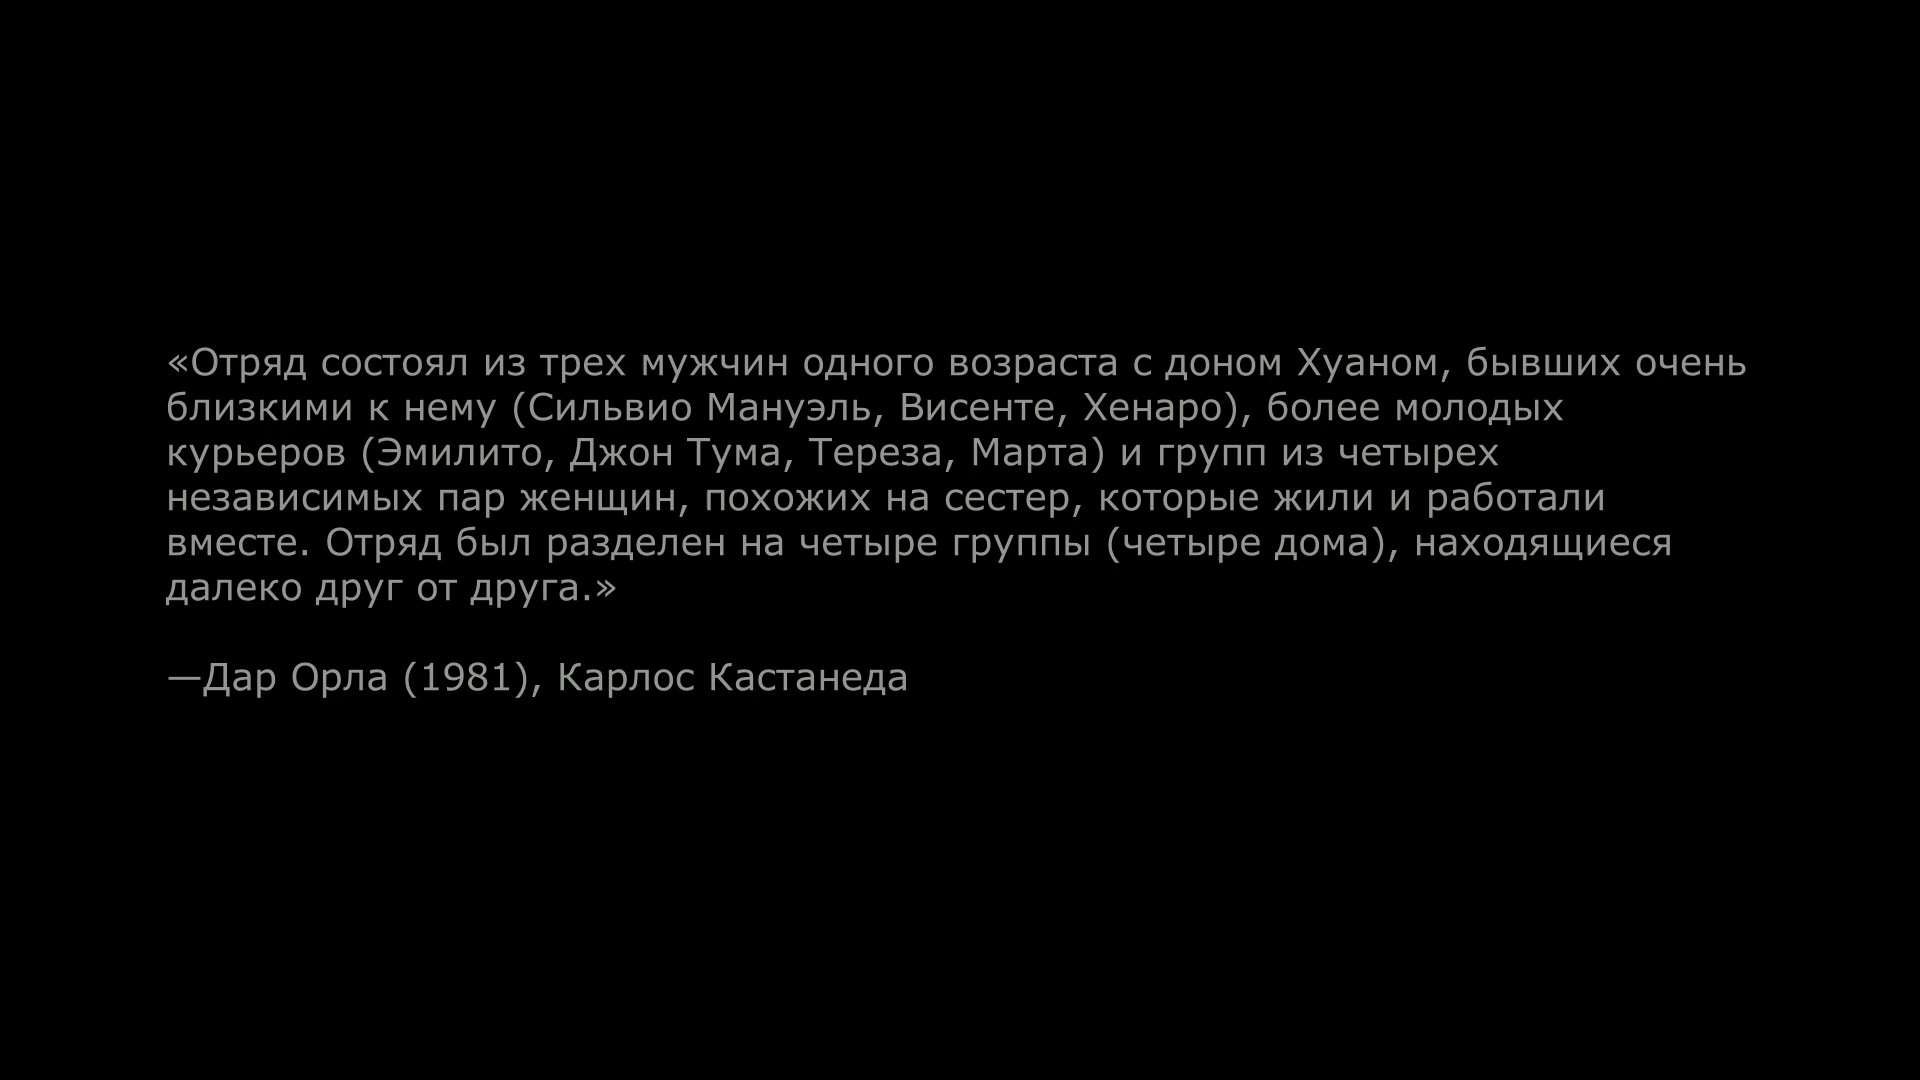 «Отряд состоял из трех мужчин одного возраста с доном Хуаном, бывших очень
близкими к нему (Сильвио Мануэль, Висенте, Хенаро), более молодых
курьеров (Эмилито, Джон Тума, Тереза, Марта) и групп из четырех
независимых пар женщин, похожих на сестер, которые жили и работали
вместе. Отряд был разделен на четыре группы (четыре дома), находящиеся
далеко друг от друга.»
—Дар Орла (1981), Карлос Кастанеда